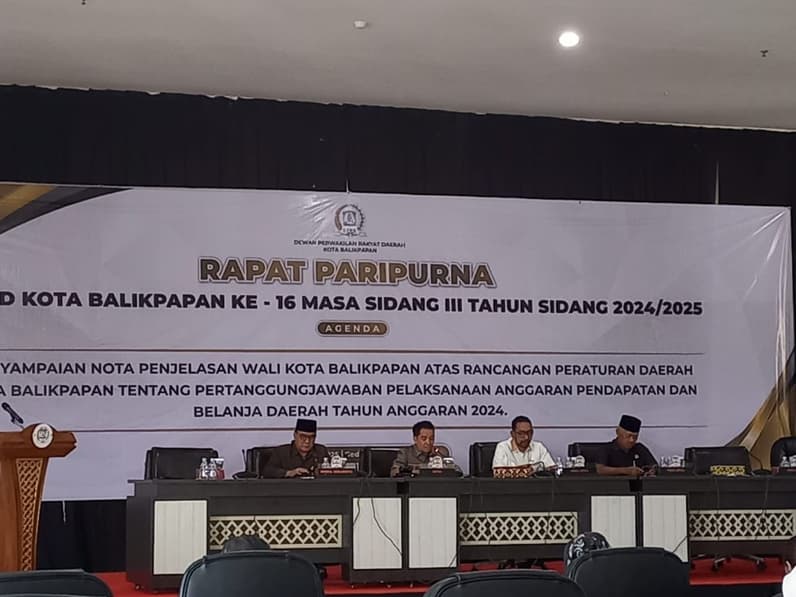 DEWAN PERWAKILAN RAKYAT DAERAH
KOTA BALIKPAPAN
RAPAT PARIPURNA
D KOTA BALIKPAPAN KE - 16 MASA SIDANG III TAHUN SIDANG 2024/2025
AGENDA
YAMPAIAN NOTA PENJELASAN WALI KOTA BALIKPAPAN ATAS RANCANGAN PERATURAN DAERAH
A BALIKPAPAN TENTANG PERTANGGUNGJAWABAN PELAKSANAAN ANGGARAN PENDAPATAN DAN
BELANJA DAERAH TAHUN ANGGARAN 2024.